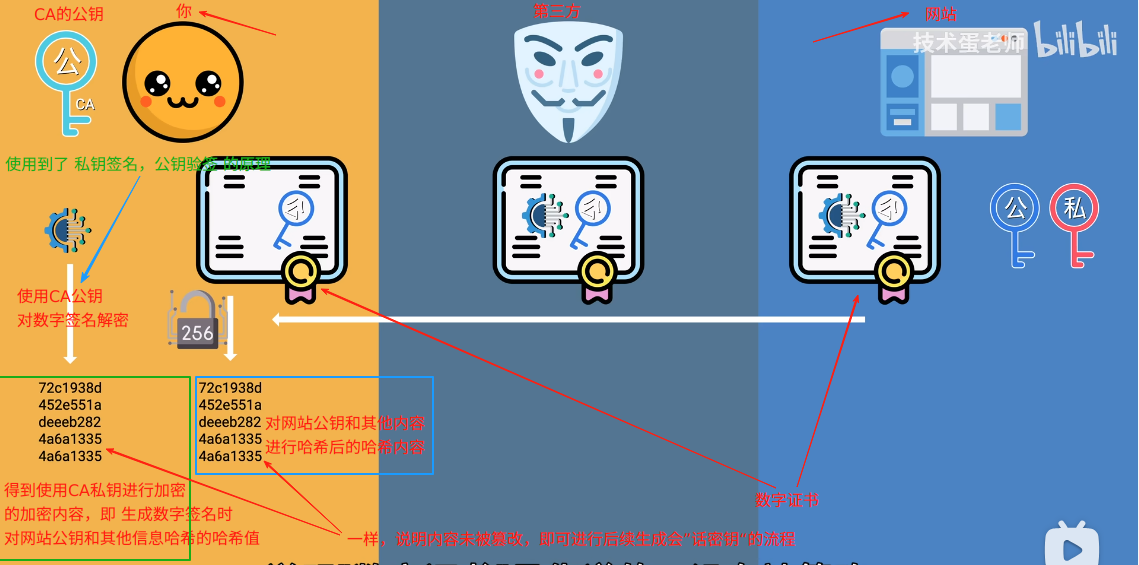 CA的公钥
你
第三方
网站
技术蛋老师 bilibili
公
CA
使用到了 私钥签名，公钥验签 的原理
公
公
公
公 私
使用CA公钥
对数字签名解密
256
72c1938d
452e551a
deeeb282
4a6a1335
4a6a1335
72c1938d
452e551a
deeeb282
4a6a1335
4a6a1335
对网站公钥和其他内容
进行哈希后的哈希内容
得到使用CA私钥进行加密
的加密内容，即 生成数字签名时
对网站公钥和其他信息哈希的哈希值
数字证书
一样，说明内容未被篡改，即可进行后续生成会"话密钥"的流程